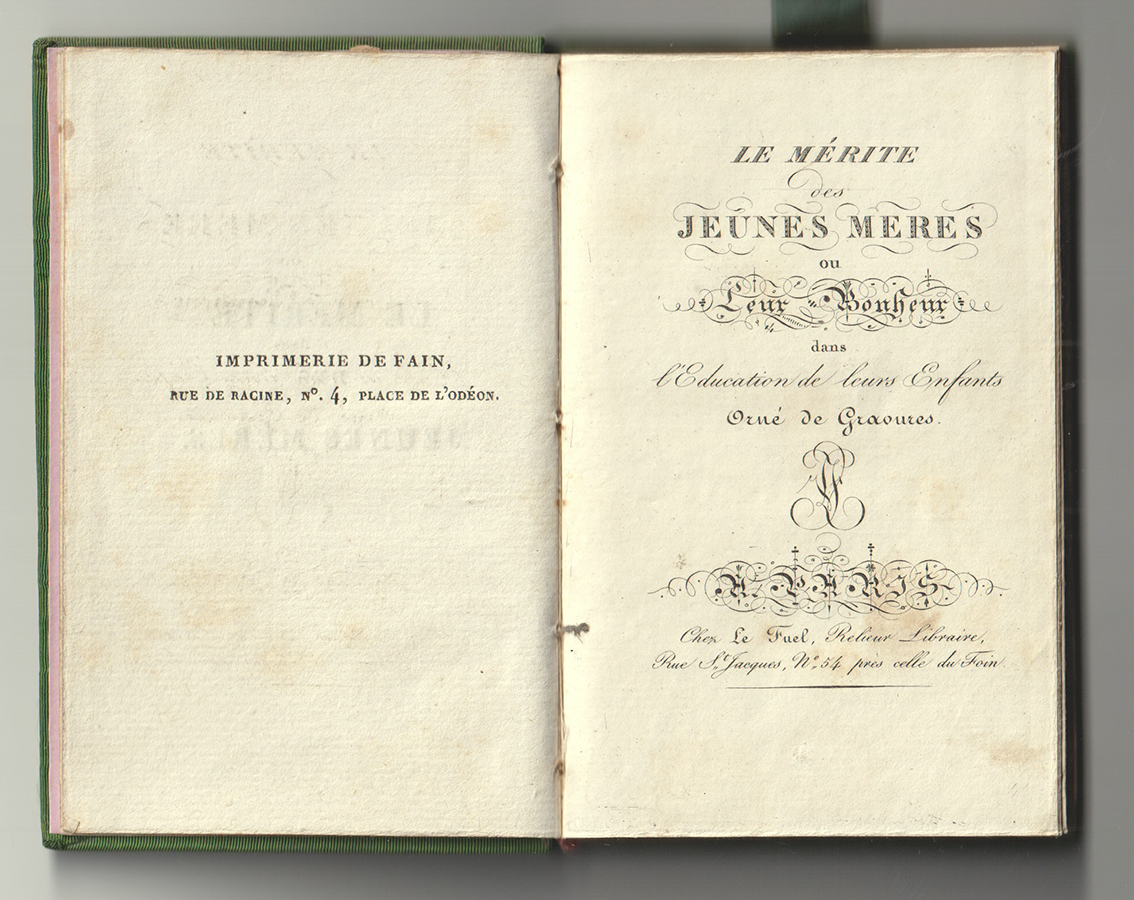 IMPRIMERIE DE FAIN,
RUE DE RACINE, Nº. 4, PLACE DE L'ODÉON.
LE MÉRITE
des
JEUNES MERES
ou
Leur Bonheur
dans
l'Education de leurs Enfants
Orné de Gravures.
A PARIS
Chez Le Fuel, Relieur Libraire,
Rue St. Jacques, Nº. 54 près celle du Foin.